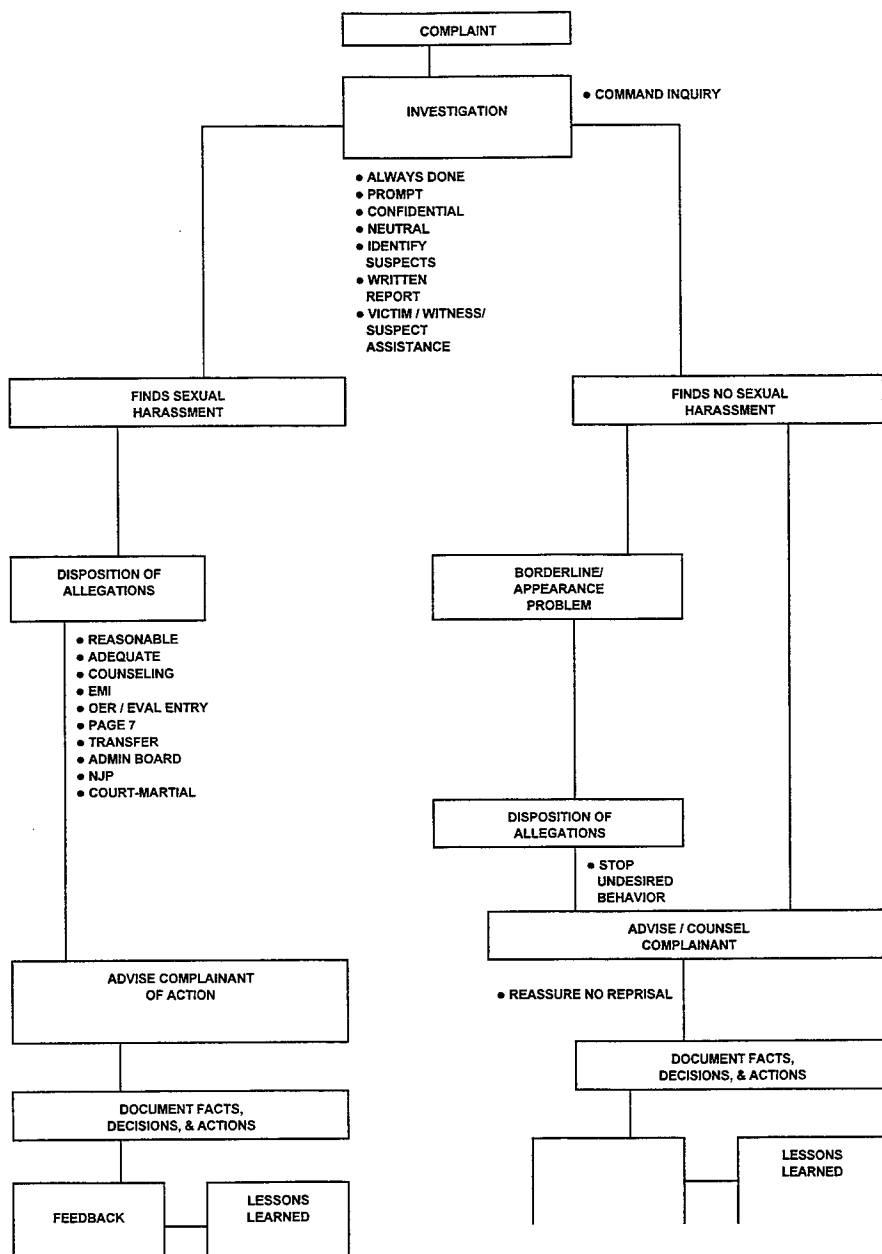 COMPLAINT
INVESTIGATION
● COMMAND INQUIRY
● ALWAYS DONE
● PROMPT
● CONFIDENTIAL
● NEUTRAL
● IDENTIFY
SUSPECTS
● WRITTEN
REPORT
● VICTIM / WITNESS/
SUSPECT
ASSISTANCE
FINDS SEXUAL
HARASSMENT
FINDS NO SEXUAL
HARASSMENT
DISPOSITION OF
ALLEGATIONS
● REASONABLE
● ADEQUATE
● COUNSELING
● EMI
● OER / EVAL ENTRY
● PAGE 7
● TRANSFER
● ADMIN BOARD
● NJP
● COURT-MARTIAL
BORDERLINE/
APPEARANCE
PROBLEM
DISPOSITION OF
ALLEGATIONS
● STOP
UNDESIRED
BEHAVIOR
ADVISE / COUNSEL
COMPLAINANT
● REASSURE NO REPRISAL
ADVISE COMPLAINANT
OF ACTION
DOCUMENT FACTS,
DECISIONS, & ACTIONS
DOCUMENT FACTS,
DECISIONS, & ACTIONS
FEEDBACK
LESSONS
LEARNED
LESSONS
LEARNED